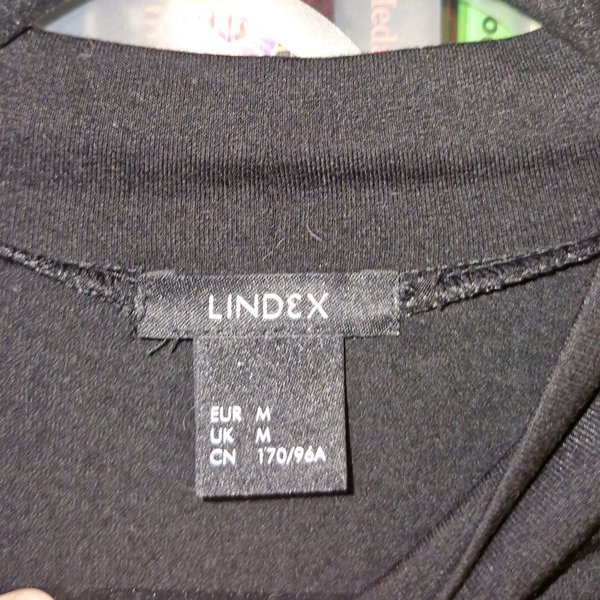 LINDEX
EUR M
UK M
CN 170/96A